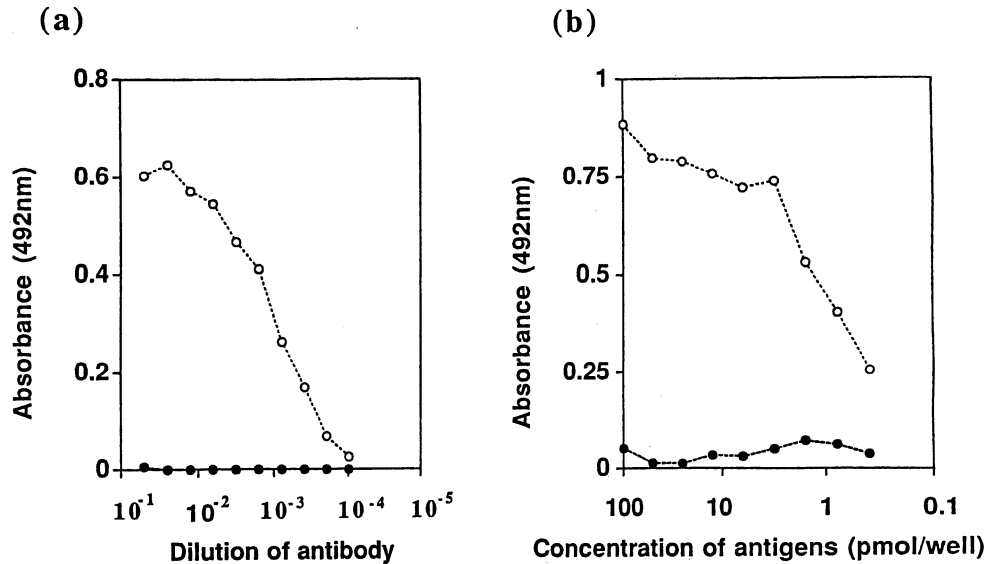 (a)
0.8
0.6
0.4
0.2
0
Absorbance (492nm)
10⁻¹ 10⁻² 10⁻³ 10⁻⁴ 10⁻⁵
Dilution of antibody
(b)
1
0.75
0.5
0.25
0
Absorbance (492nm)
100 10 1 0.1
Concentration of antigens (pmol/well)